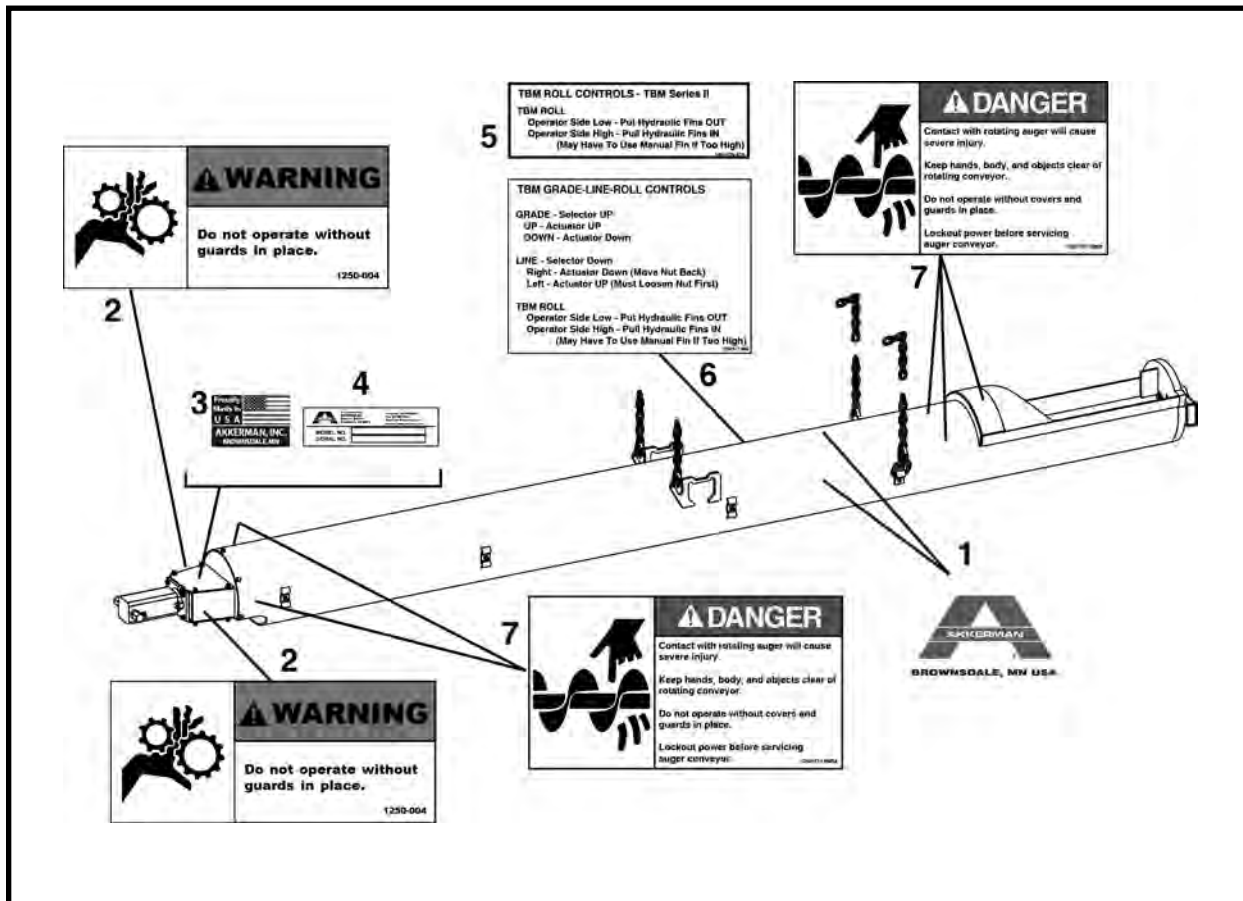 TBM ROLL CONTROLS - TBM Series II
TBM ROLL
Operator Side Low - Pul Hydraulic Fins OUT
Operator Side High - Pull Hydraulic Fins IN
(May Have To Use Manual Fin If Too High)
5
WARNING
Do not operate without
guards in place.
1250-004
2
TBM GRADE-LINE-ROLL CONTROLS
GRADE - Selector UP
UP - Actuator UP
DOWN - Actuator Down
LINE - Selector Down
Right - Actuator Down (Move Nut Back)
Left - Actuator UP (Must Loosen Nut First)
TBM ROLL
Operator Side Low - Pul Hydraulic Fins OUT
Operator Side High - Pull Hydraulic Fins IN
(May Have To Use Manual Fin If Too High)
6
DANGER
Contact with rotating auger will cause
severe injury.
Keep hands, body, and objects clear of
rotating conveyor.
Do not operate without covers and
guards in place.
Lockout power before servicing
auger conveyor.
7
3
Proudly
Made In
USA
AKKERMAN, INC.
BROWNSDALE, MN
4
MODEL NO.
SERIAL NO.
1
AKKERMAN
BROWNSDALE, MN USA
7
DANGER
Contact with rotating auger will cause
severe injury.
Keep hands, body, and objects clear of
rotating conveyor.
Do not operate without covers and
guards in place.
Lockout power before servicing
auger conveyor.
2
WARNING
Do not operate without
guards in place.
1250-004